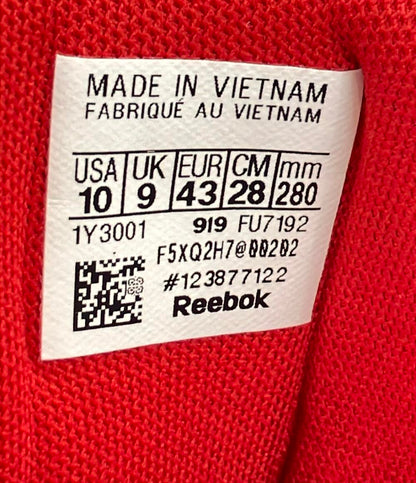 MADE IN VIETNAM
FABRIQUÉ AU VIETNAM
USA UK EUR CM mm
10 9 43 28 280
1Y3001 919 FU7192
F5XQ2H7@00202
#123877122
Reebok